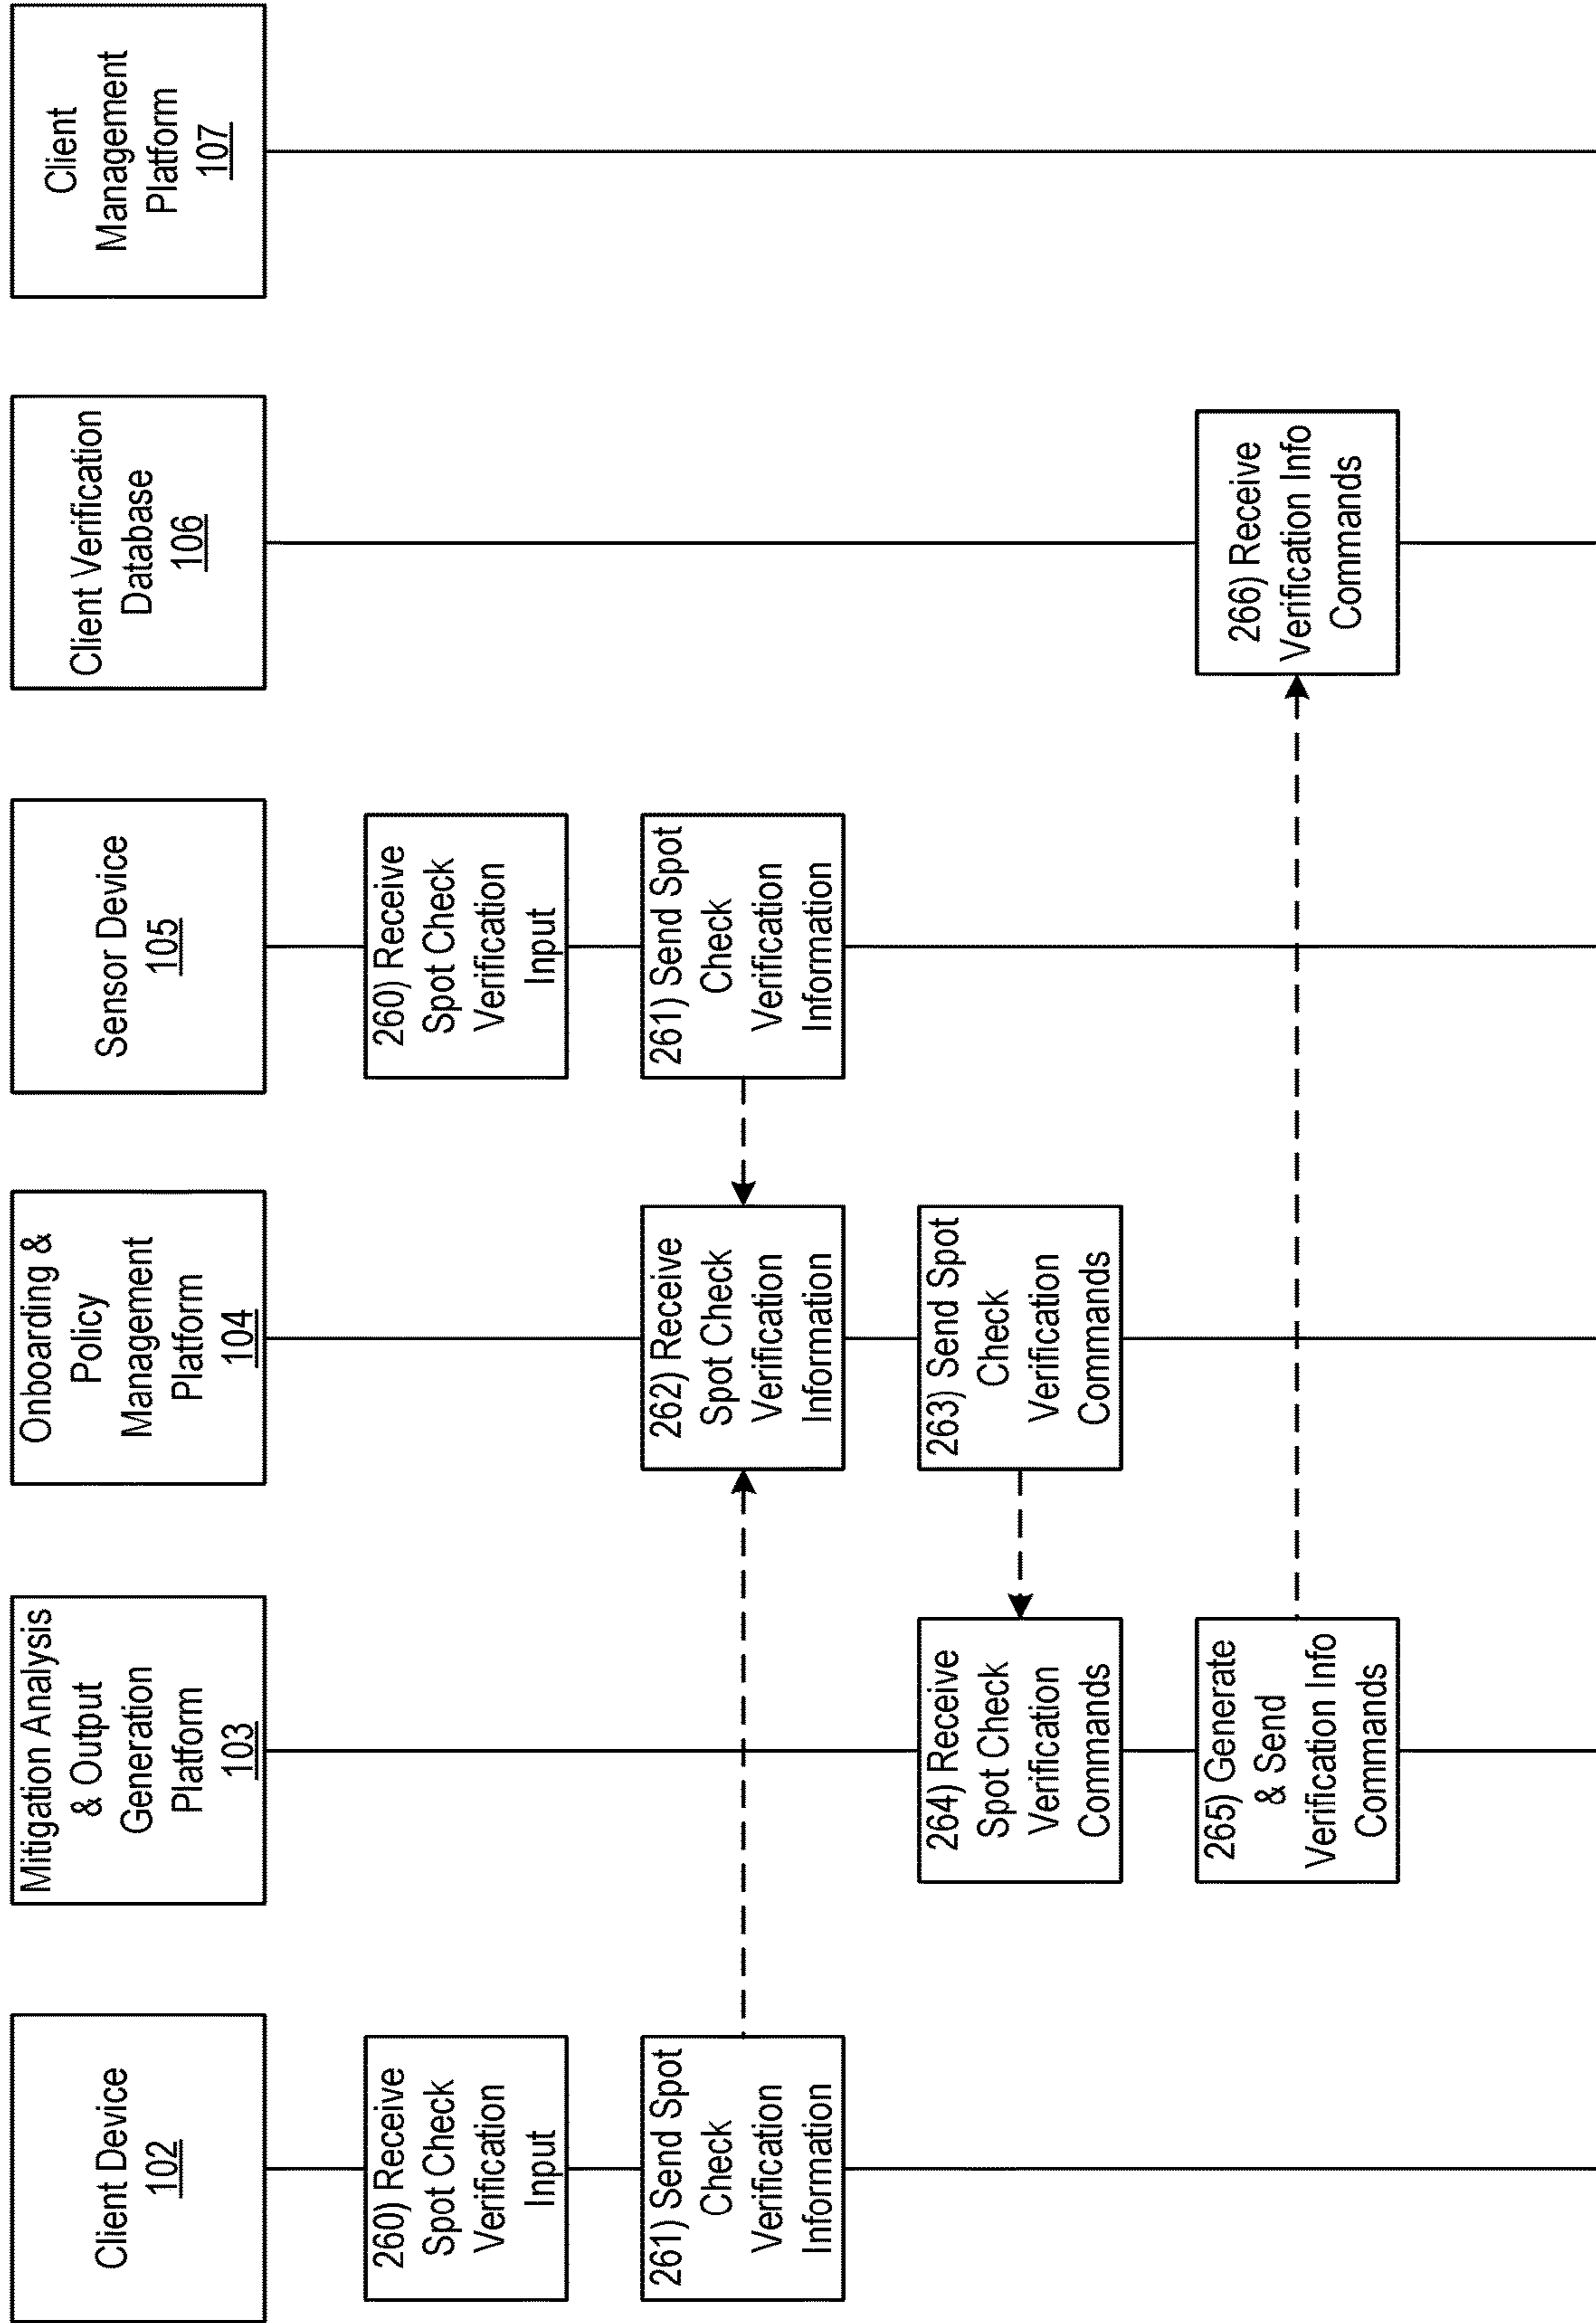 Client Device
102
Mitigation Analysis
& Output
Generation
Platform
103
Onboarding &
Policy
Management
Platform
104
Sensor Device
105
Client Verification
Database
106
Client
Management
Platform
107
260) Receive
Spot Check
Verification
Input
260) Receive
Spot Check
Verification
Input
261) Send Spot
Check
Verification
Information
262) Receive
Spot Check
Verification
Information
261) Send Spot
Check
Verification
Information
264) Receive
Spot Check
Verification
Commands
263) Send Spot
Check
Verification
Commands
265) Generate
& Send
Verification Info
Commands
266) Receive
Verification Info
Commands